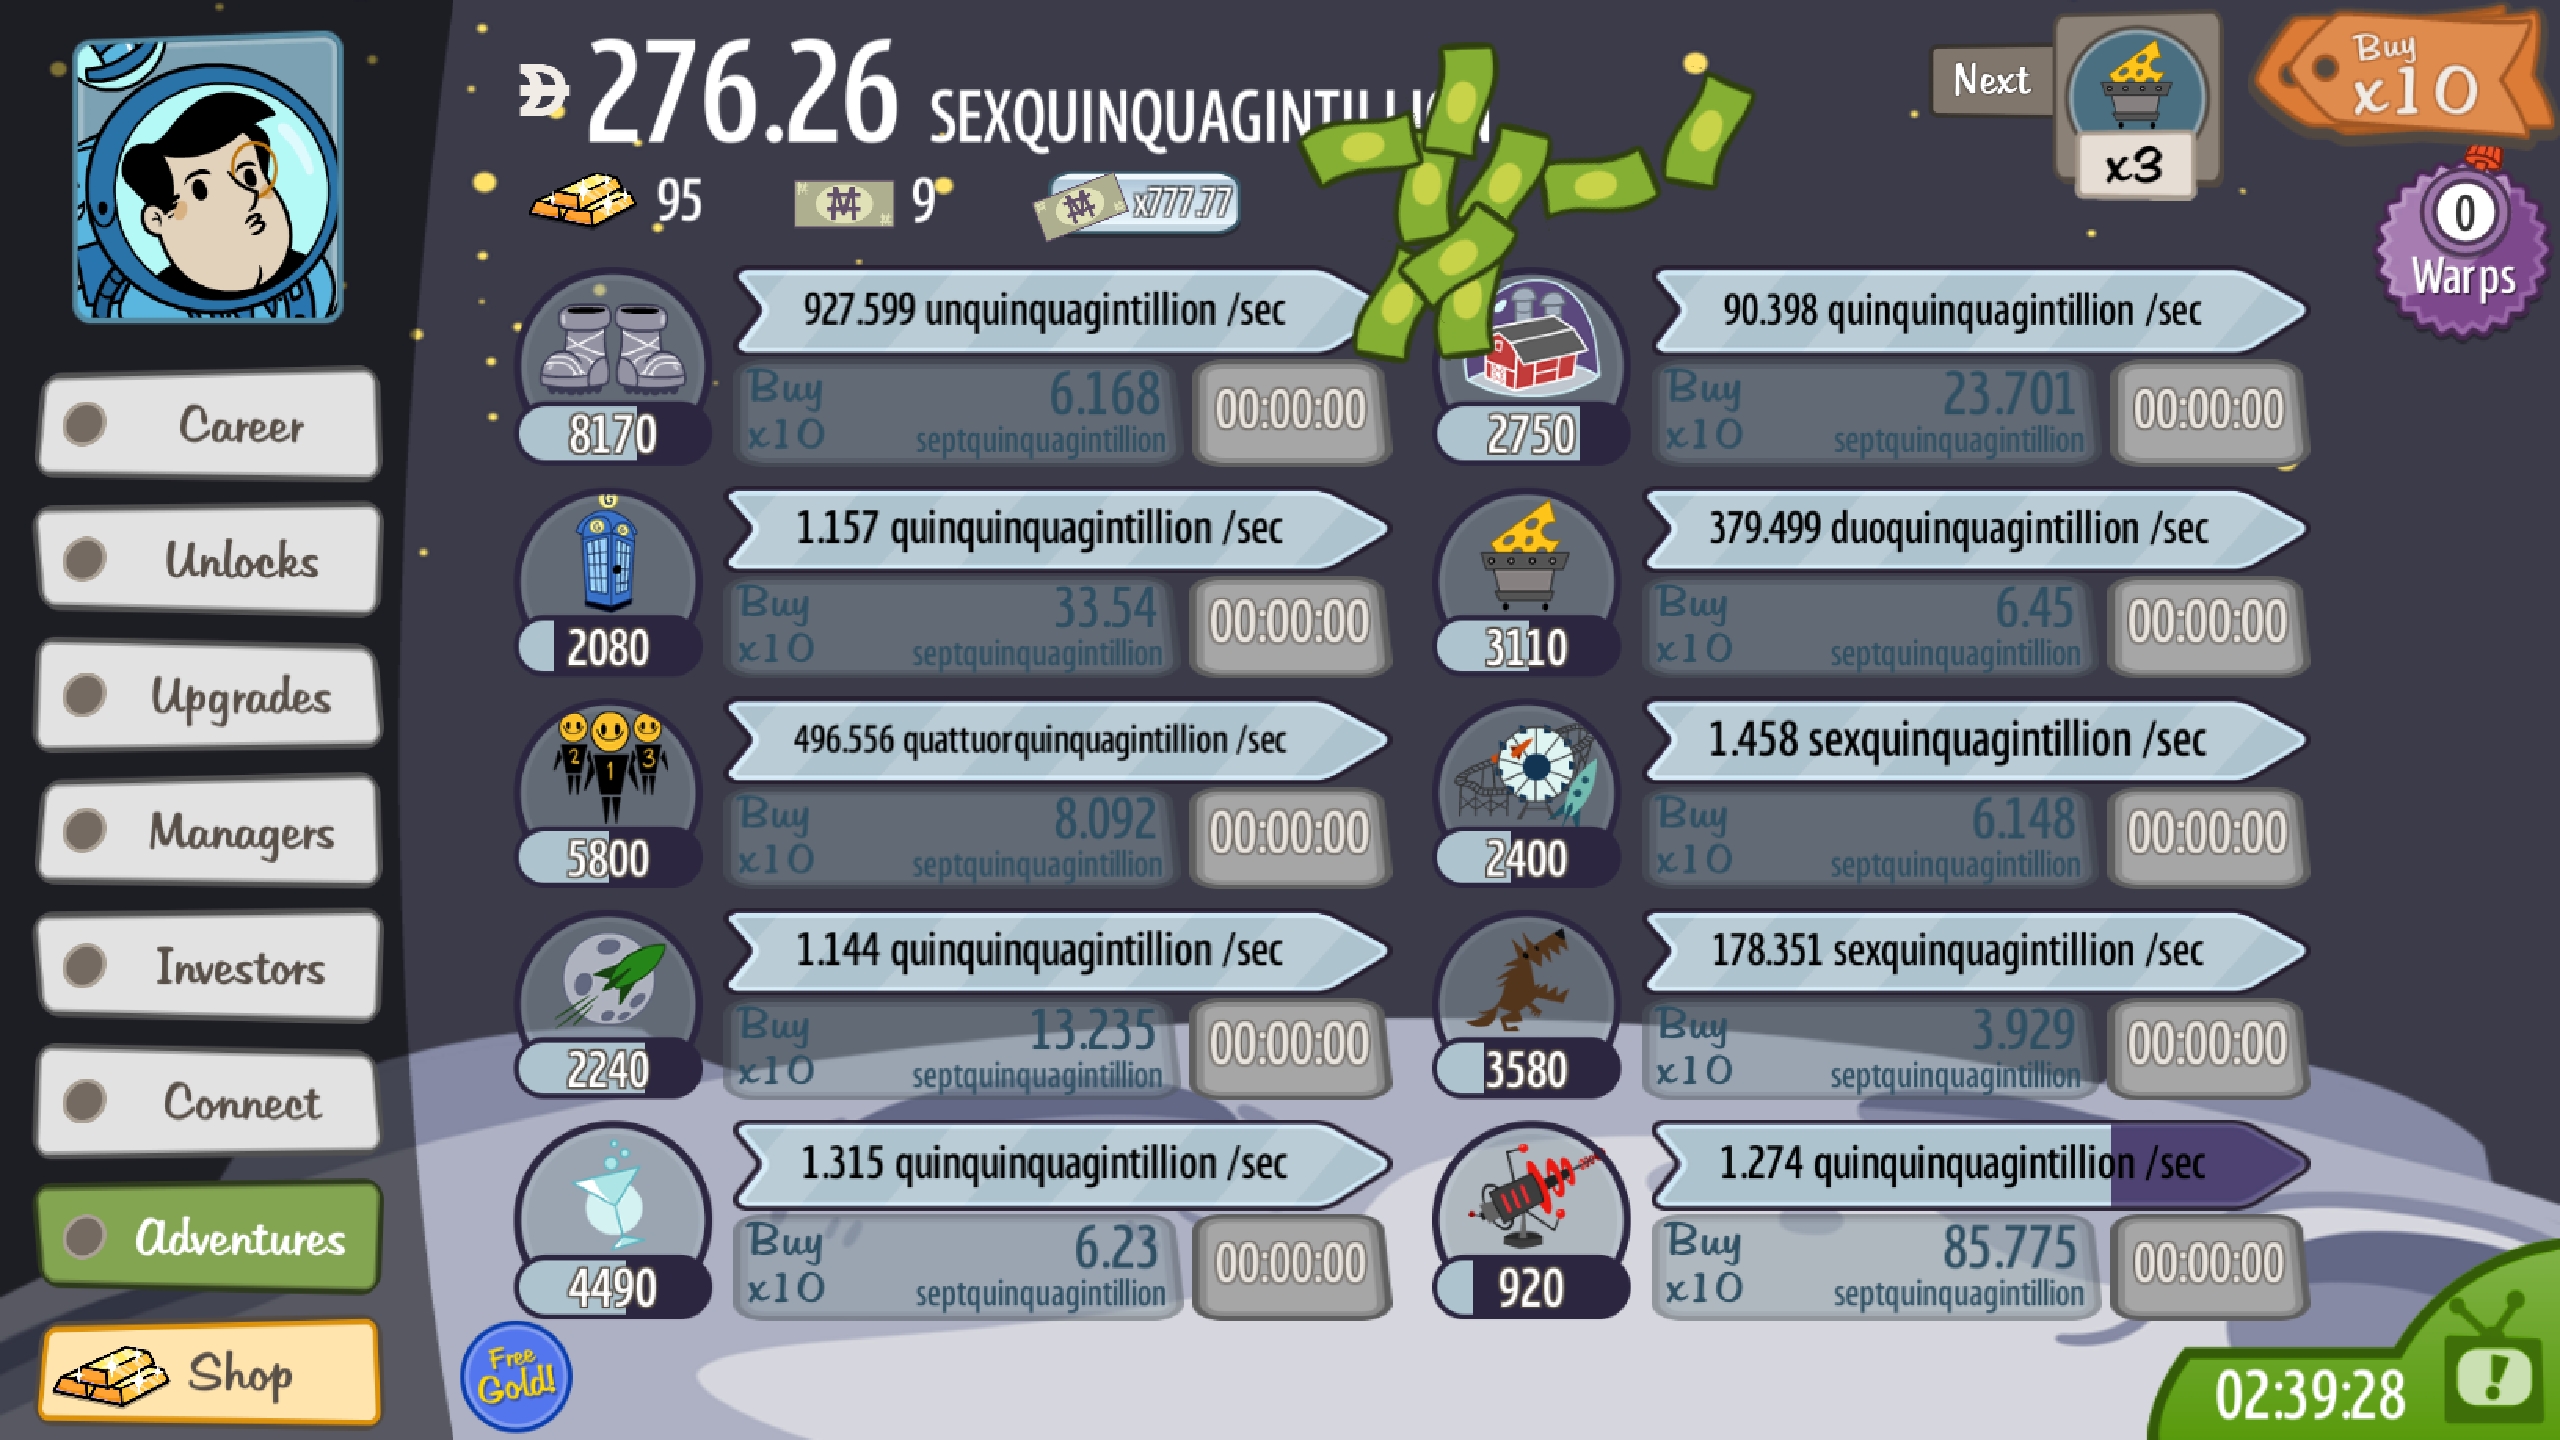 276.26 SEXQUINQUAGINTILLION
95
9
x777.77
Next
x3
Buy
x10
0
Warps
Career
Unlocks
Upgrades
Managers
Investors
Connect
Adventures
Shop
927.599 unquinquagintillion /sec
Buy
x10
6.168
septquinquagintillion
00:00:00
8170
90.398 quinquinquagintillion /sec
Buy
x10
23.701
septquinquagintillion
00:00:00
2750
G
G G
1.157 quinquinquagintillion /sec
Buy
x10
33.54
septquinquagintillion
00:00:00
2080
379.499 duoquinquagintillion /sec
Buy
x10
6.45
septquinquagintillion
00:00:00
3110
2 1 3
496.556 quattuorquinquagintillion /sec
Buy
x10
8.092
septquinquagintillion
00:00:00
5800
1.458 sexquinquagintillion /sec
Buy
x10
6.148
septquinquagintillion
00:00:00
2400
1.144 quinquinquagintillion /sec
Buy
x10
13.235
septquinquagintillion
00:00:00
2240
178.351 sexquinquagintillion /sec
Buy
x10
3.929
septquinquagintillion
00:00:00
3580
1.315 quinquinquagintillion /sec
Buy
x10
6.23
septquinquagintillion
00:00:00
4490
1.274 quinquinquagintillion /sec
Buy
x10
85.775
septquinquagintillion
00:00:00
920
Free
Gold!
02:39:28
!